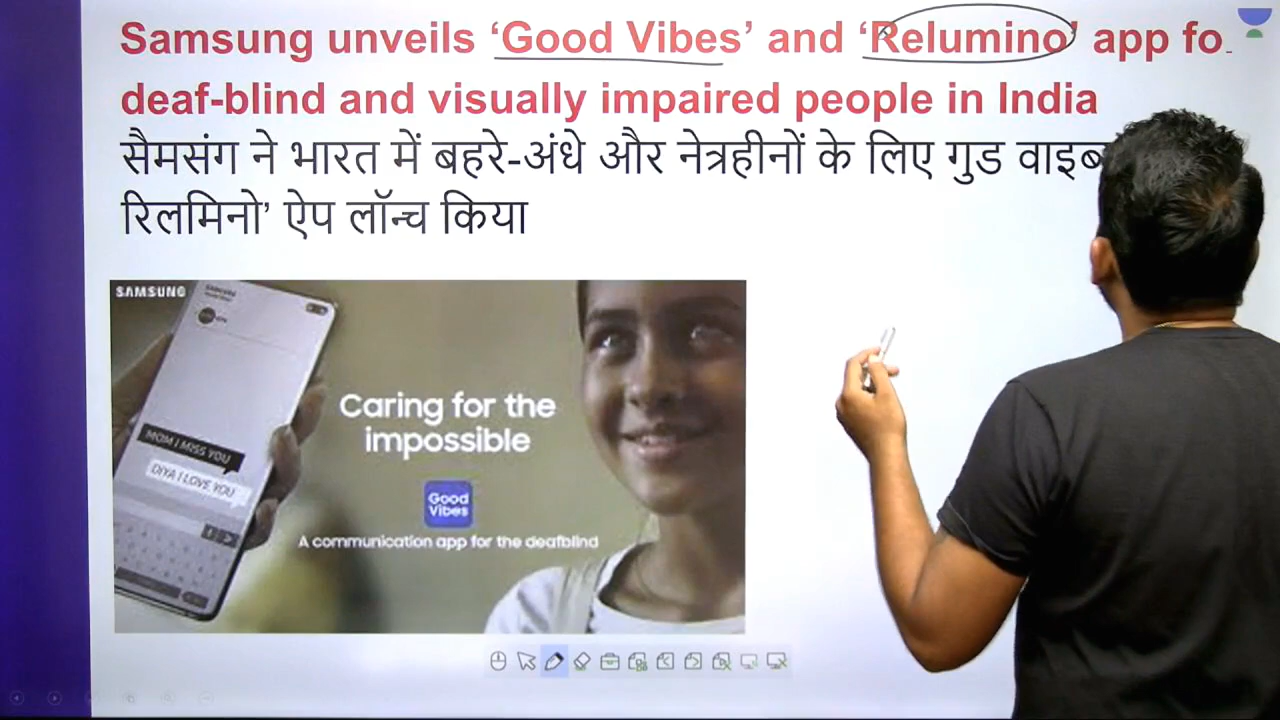 Samsung unveils ‘Good Vibes’ and ‘Relumino’ app fo
deaf-blind and visually impaired people in India
सैमसंग ने भारत में बहरे-अंधे और नेत्रहीनों के लिए गुड वाइब
रिलमिनो’ ऐप लॉन्च किया
SAMSUNG
MOM I MISS YOU
DIYA I LOVE YOU
Caring for the
impossible
Good
Vibes
A communication app for the deafblind